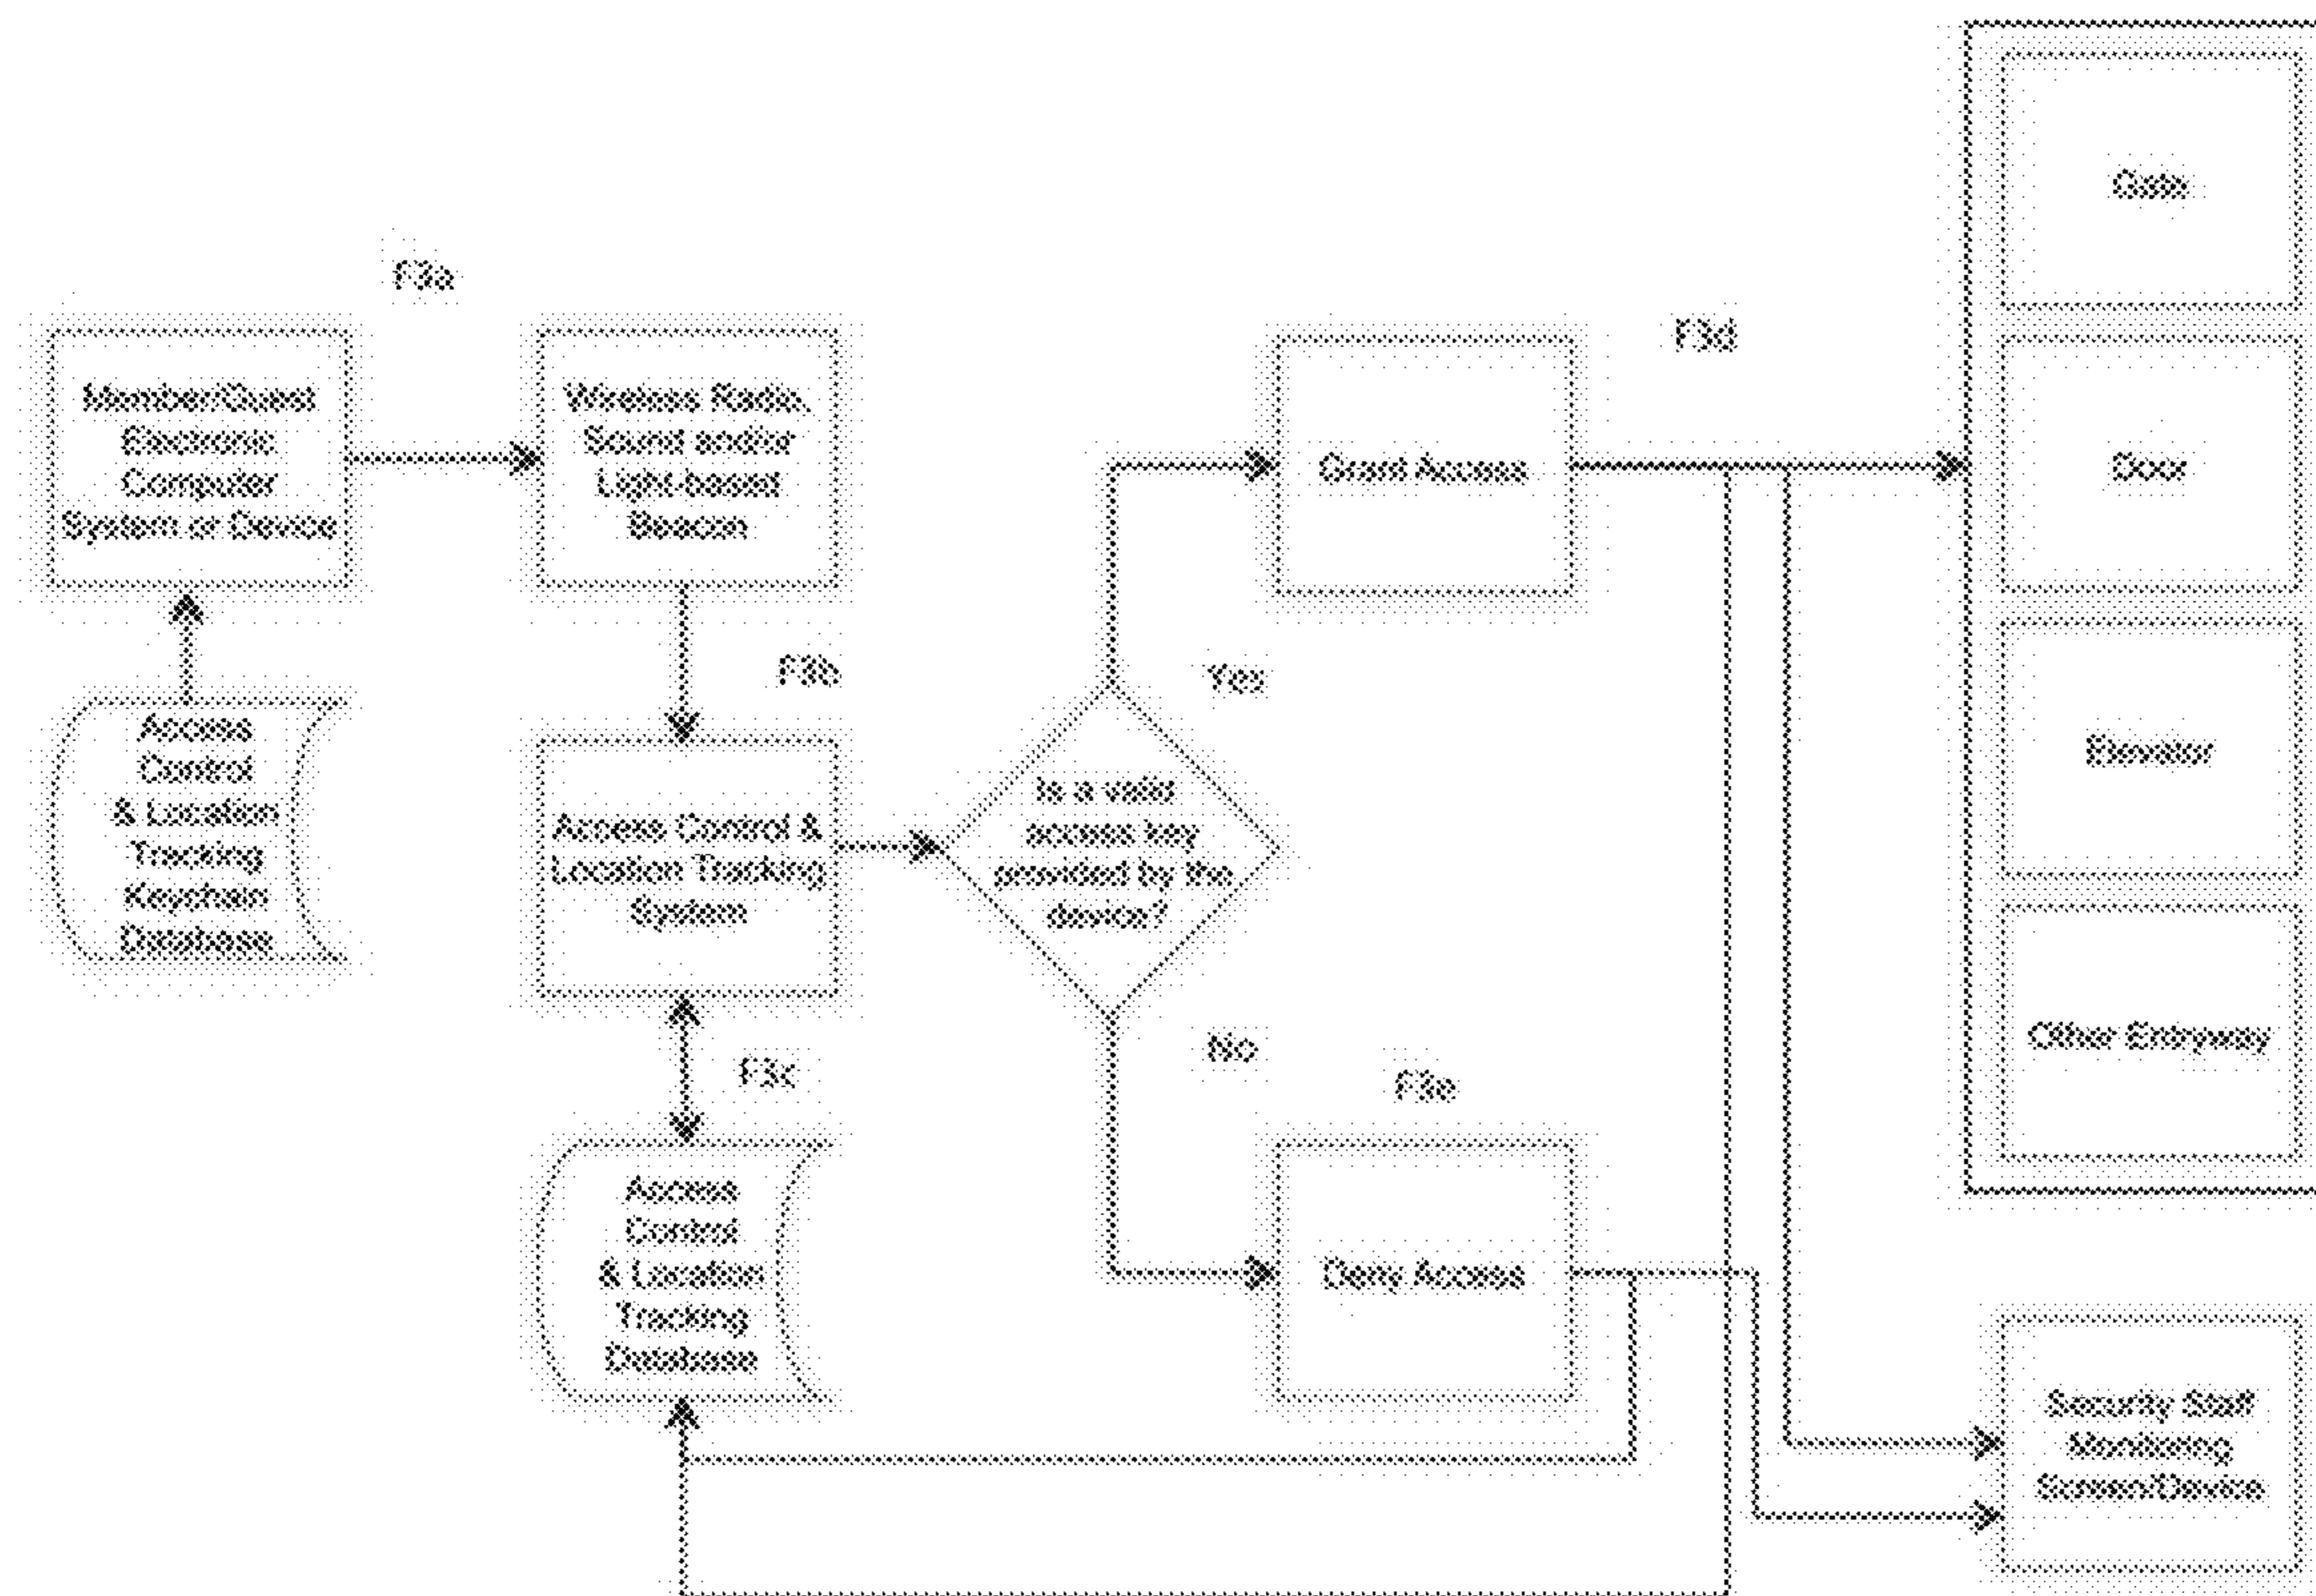 F3a
Member/Guest
Electronic
Computer
System or Device
Wireless Radio,
Sound and/or
Light-based
Beacon
Access
Control
& Location
Tracking
Keychain
Database
F3b
Access Control &
Location Tracking
System
F3c
Access
Control
& Location
Tracking
Database
Is a valid
access key
provided by the
device?
Yes
No
Grant Access
F3d
F3e
Deny Access
Gate
Door
Elevator
Other Entryway
Security Staff
Monitoring
Screen/Device